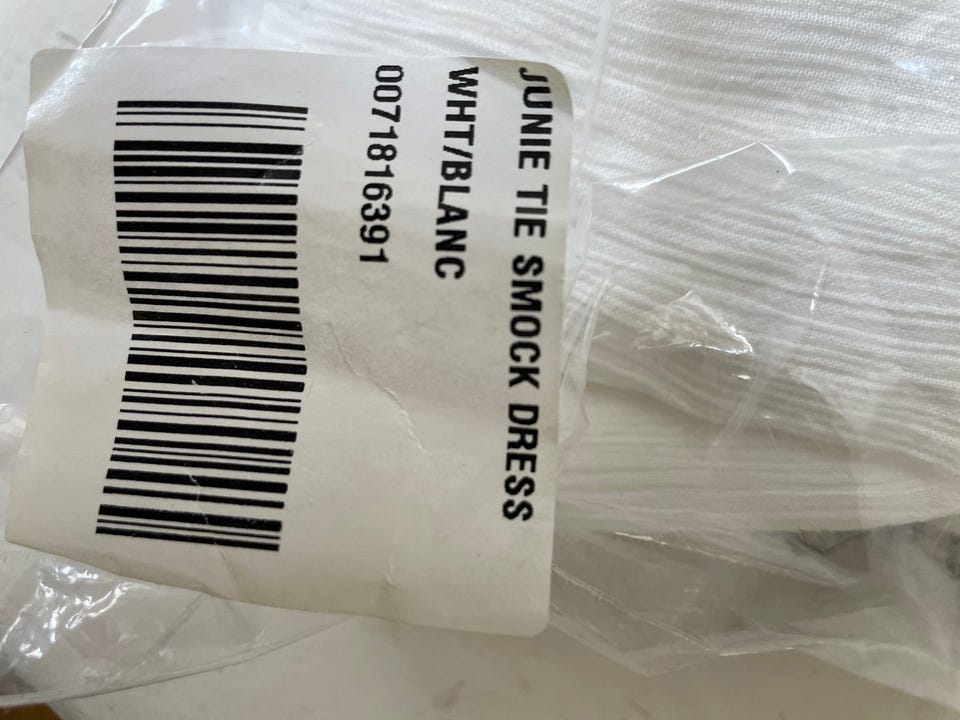 JUNIE TIE SMOCK DRESS
WHT/BLANC
0071816391